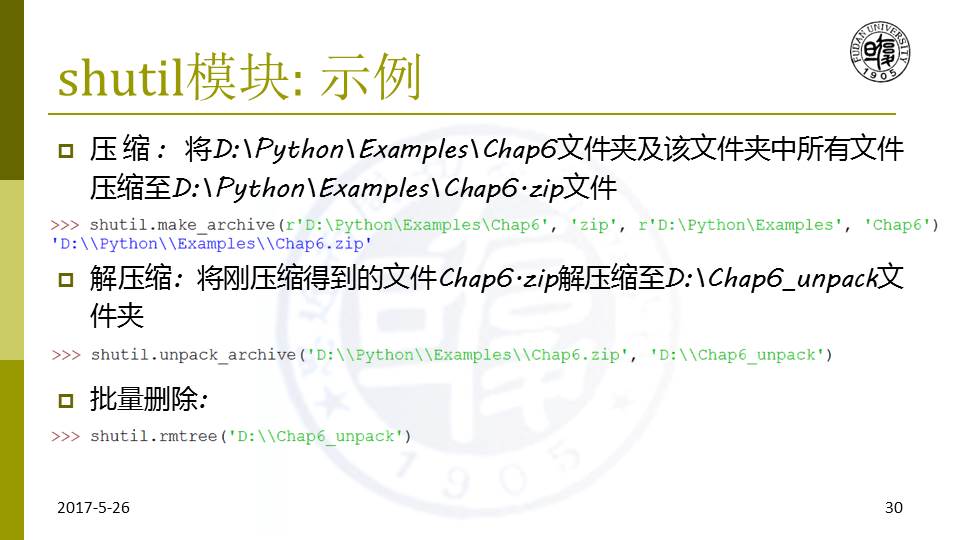 FUDAN UNIVERSITY
1905
shutil模块: 示例
压 缩 : 将D:\Python\Examples\Chap6文件夹及该文件夹中所有文件
压缩至D:\Python\Examples\Chap6.zip文件
>>> shutil.make_archive(r'D:\Python\Examples\Chap6', 'zip', r'D:\Python\Examples', 'Chap6')
'D:\\Python\\Examples\\Chap6.zip'
解压缩: 将刚压缩得到的文件Chap6.zip解压缩至D:\Chap6_unpack文
件夹
>>> shutil.unpack_archive('D:\\Python\\Examples\\Chap6.zip', 'D:\\Chap6_unpack')
批量删除:
>>> shutil.rmtree('D:\\Chap6_unpack')
1905
2017-5-26
30